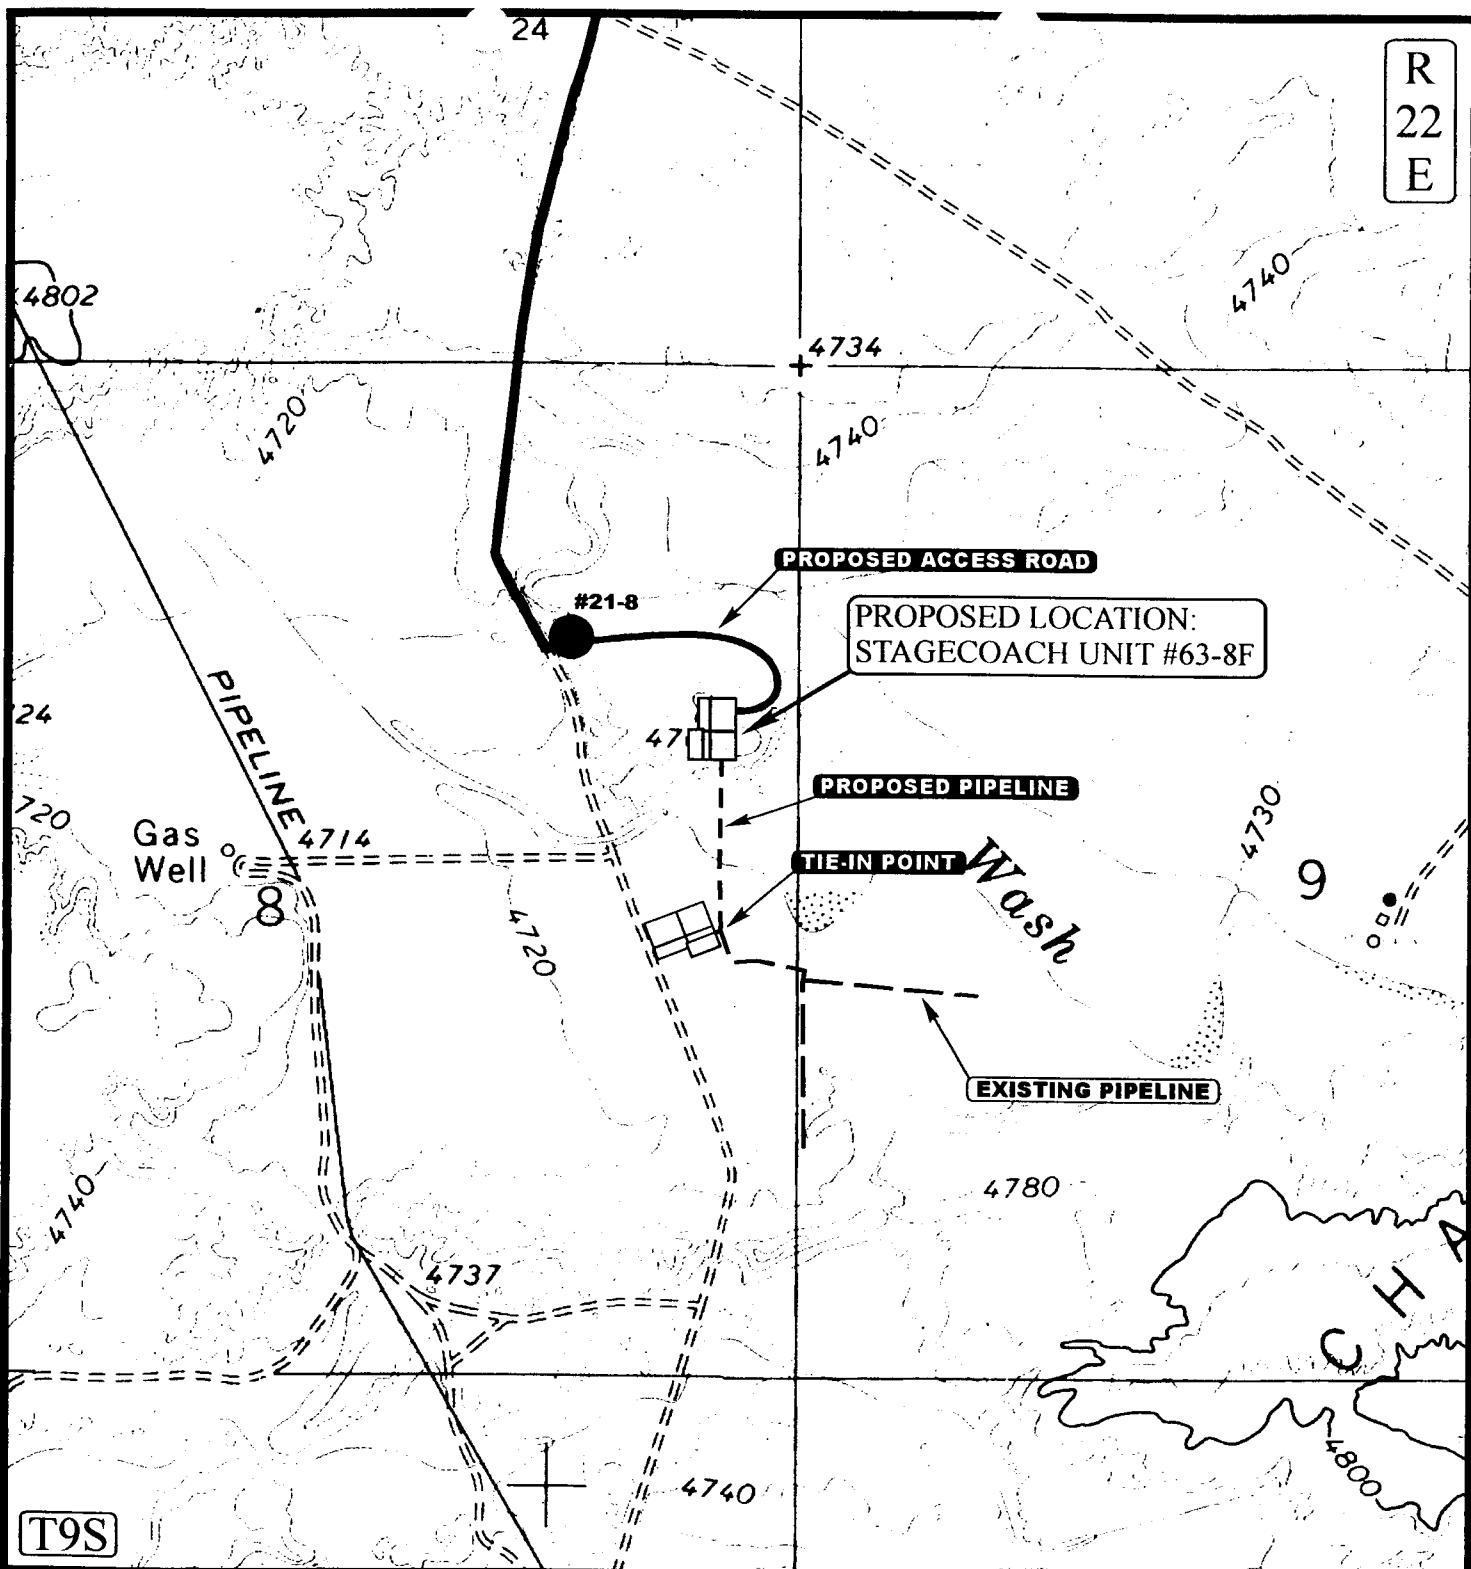 24
R
22
E
4802
4740
4734
4720
4740
PROPOSED ACCESS ROAD
#21-8
PROPOSED LOCATION:
STAGECOACH UNIT #63-8F
PIPELINE
724
47
PROPOSED PIPELINE
720
4730
Gas
Well
4714
TIE-IN POINT
Wash
9
8
4720
EXISTING PIPELINE
4780
4740
4737
C H A
4800
4740
T9S